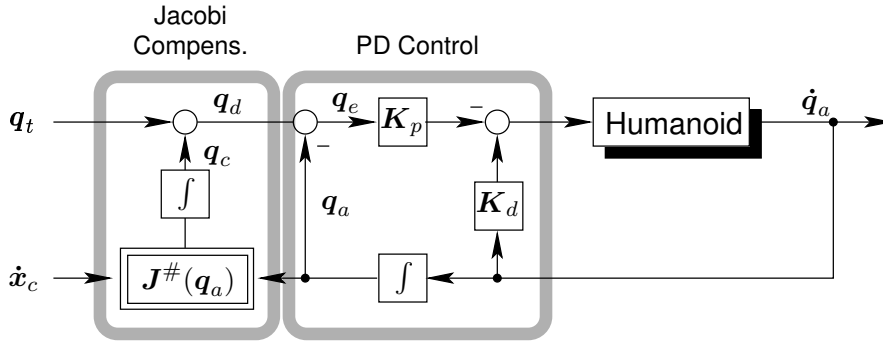 Jacobi
Compens.
PD Control
q_t
q_d
q_e
K_p
−
Humanoid
q̇_a
q_c
−
∫
q_a
K_d
ẋ_c
J^#(q_a)
∫